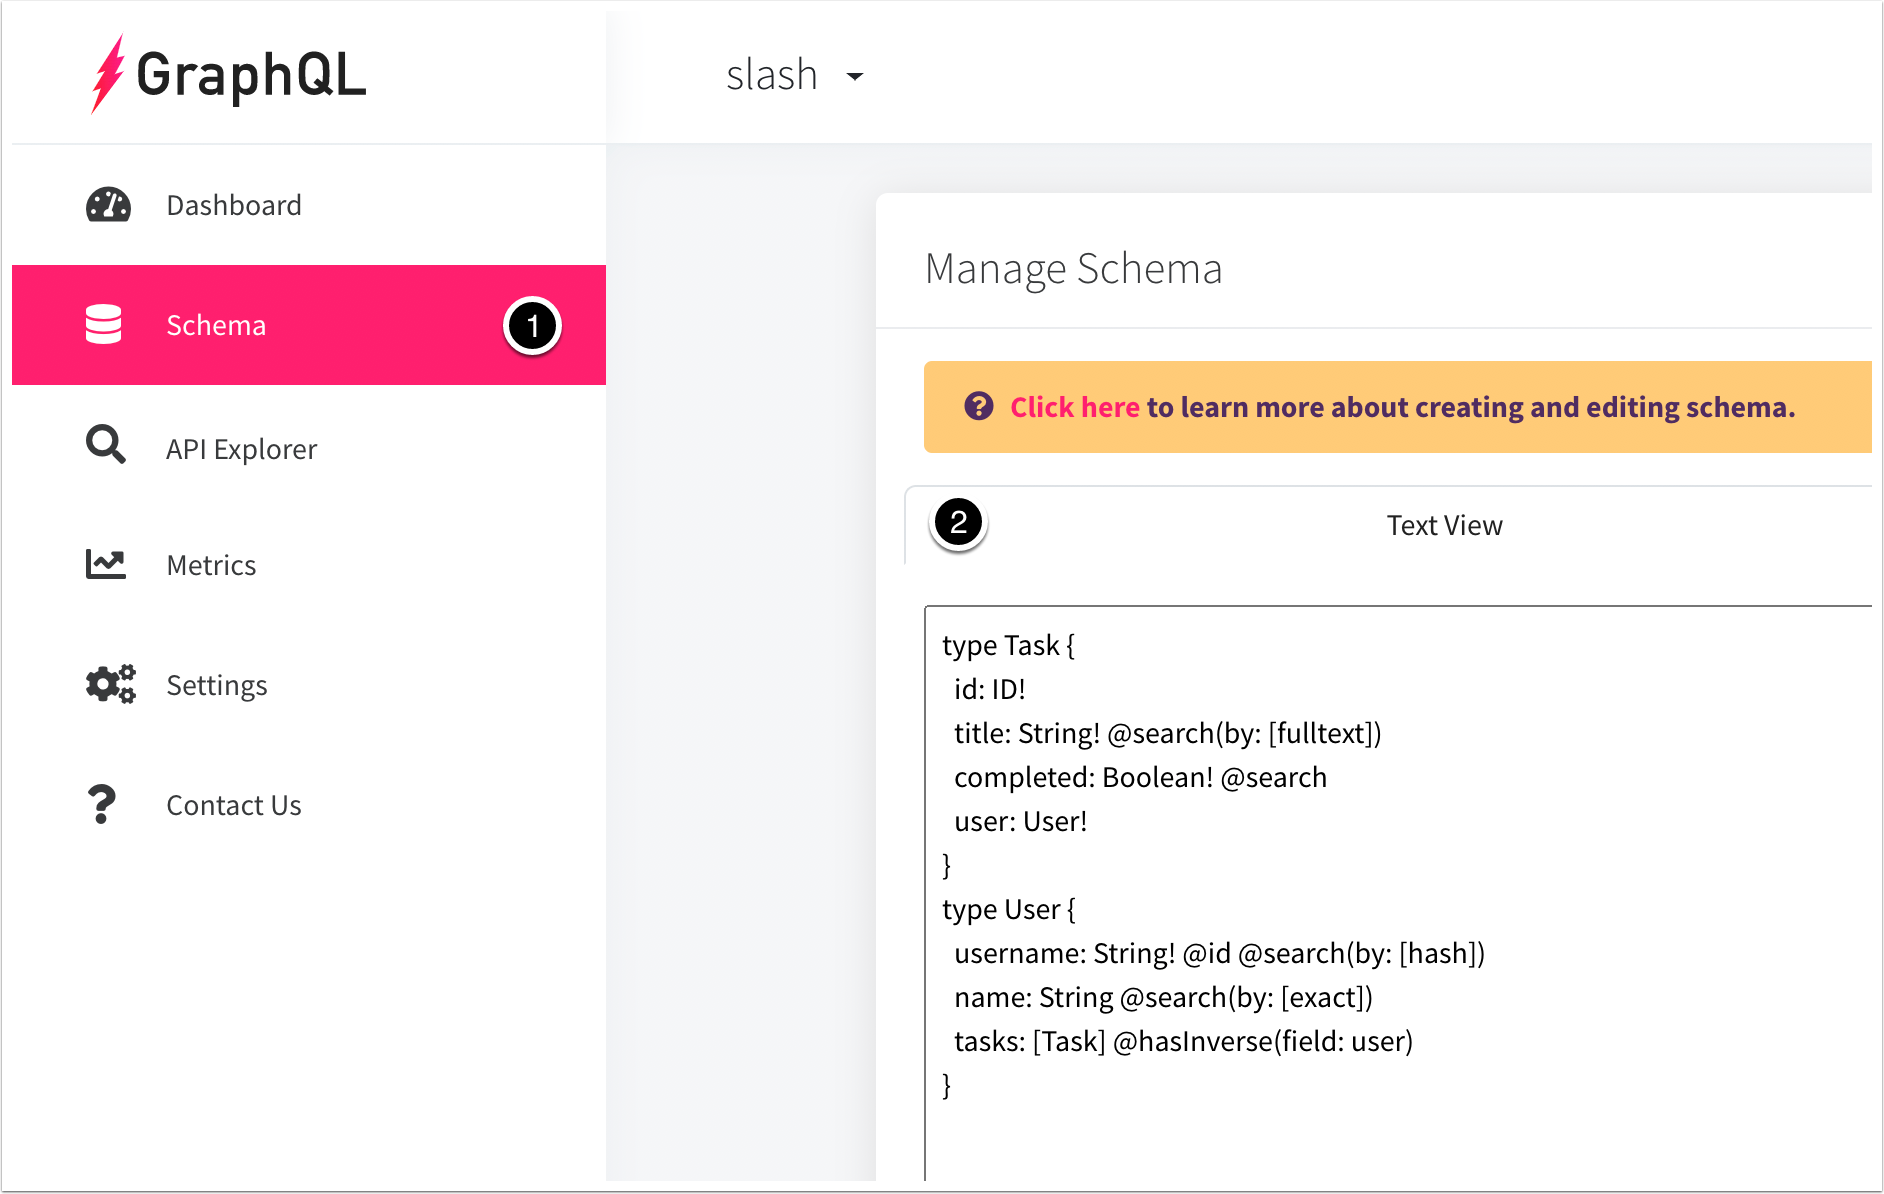 GraphQL
slash
Dashboard
Schema
1
API Explorer
Metrics
Settings
Contact Us
Manage Schema
Click here to learn more about creating and editing schema.
2
Text View
type Task {
  id: ID!
  title: String! @search(by: [fulltext])
  completed: Boolean! @search
  user: User!
}
type User {
  username: String! @id @search(by: [hash])
  name: String @search(by: [exact])
  tasks: [Task] @hasInverse(field: user)
}